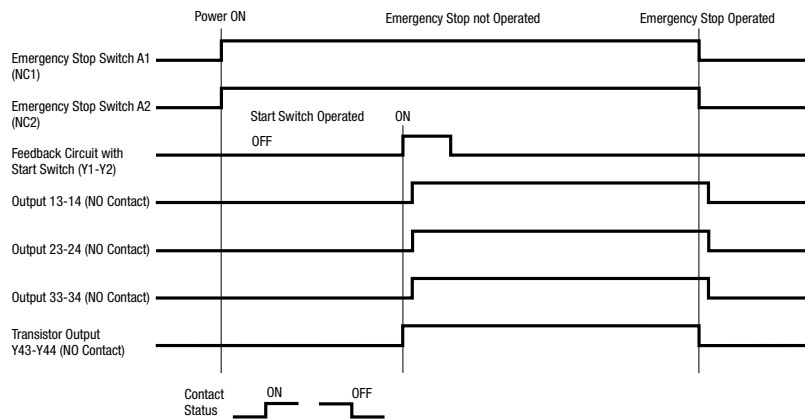 Power ON
Emergency Stop not Operated
Emergency Stop Operated
Emergency Stop Switch A1
(NC1)
Emergency Stop Switch A2
(NC2)
Start Switch Operated
ON
OFF
Feedback Circuit with
Start Switch (Y1-Y2)
Output 13-14 (NO Contact)
Output 23-24 (NO Contact)
Output 33-34 (NO Contact)
Transistor Output
Y43-Y44 (NO Contact)
Contact
Status
ON
OFF